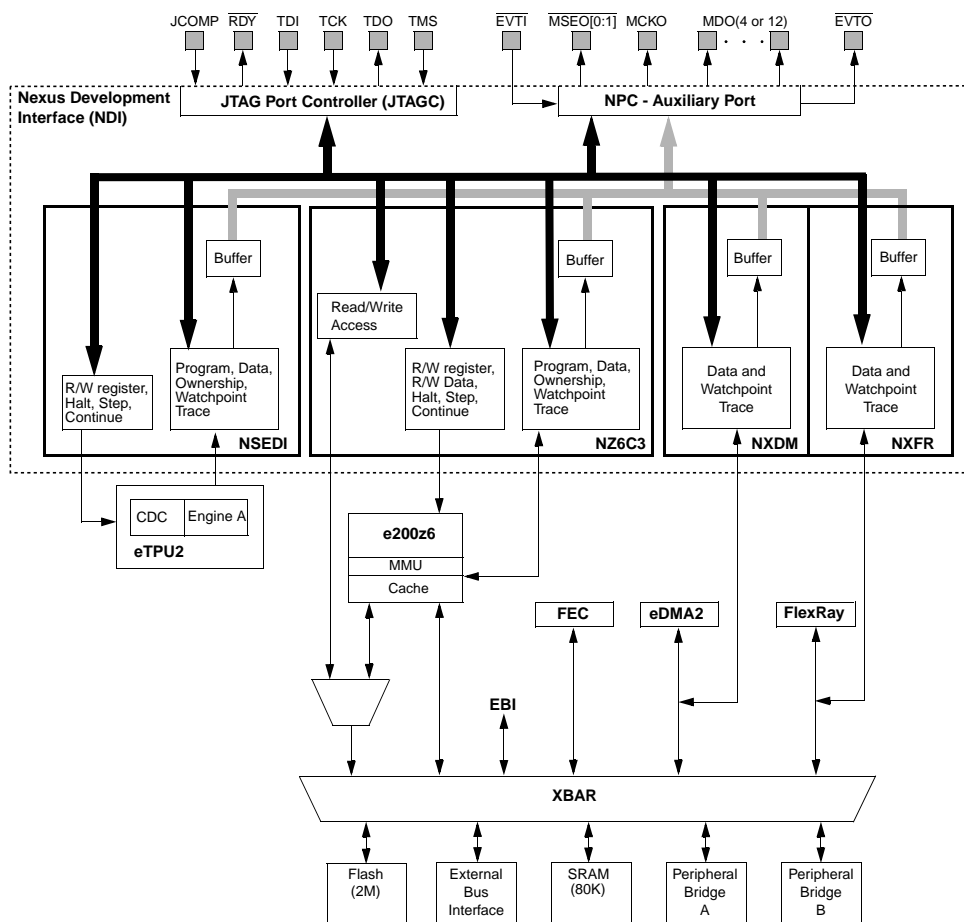 JCOMP RDY TDI TCK TDO TMS EVTI MSEO[0:1] MCKO MDO(4 or 12) EVTO
Nexus Development
Interface (NDI)
JTAG Port Controller (JTAGC)
NPC - Auxiliary Port
Buffer
Buffer
Buffer
Buffer
Read/Write
Access
R/W register,
Halt, Step,
Continue
Program, Data,
Ownership,
Watchpoint
Trace
R/W register,
R/W Data,
Halt, Step,
Continue
Program, Data,
Ownership,
Watchpoint
Trace
Data and
Watchpoint
Trace
Data and
Watchpoint
Trace
NSEDI
NZ6C3
NXDM
NXFR
CDC
Engine A
eTPU2
e200z6
MMU
Cache
FEC
eDMA2
FlexRay
EBI
XBAR
Flash
(2M)
External
Bus
Interface
SRAM
(80K)
Peripheral
Bridge
A
Peripheral
Bridge
B